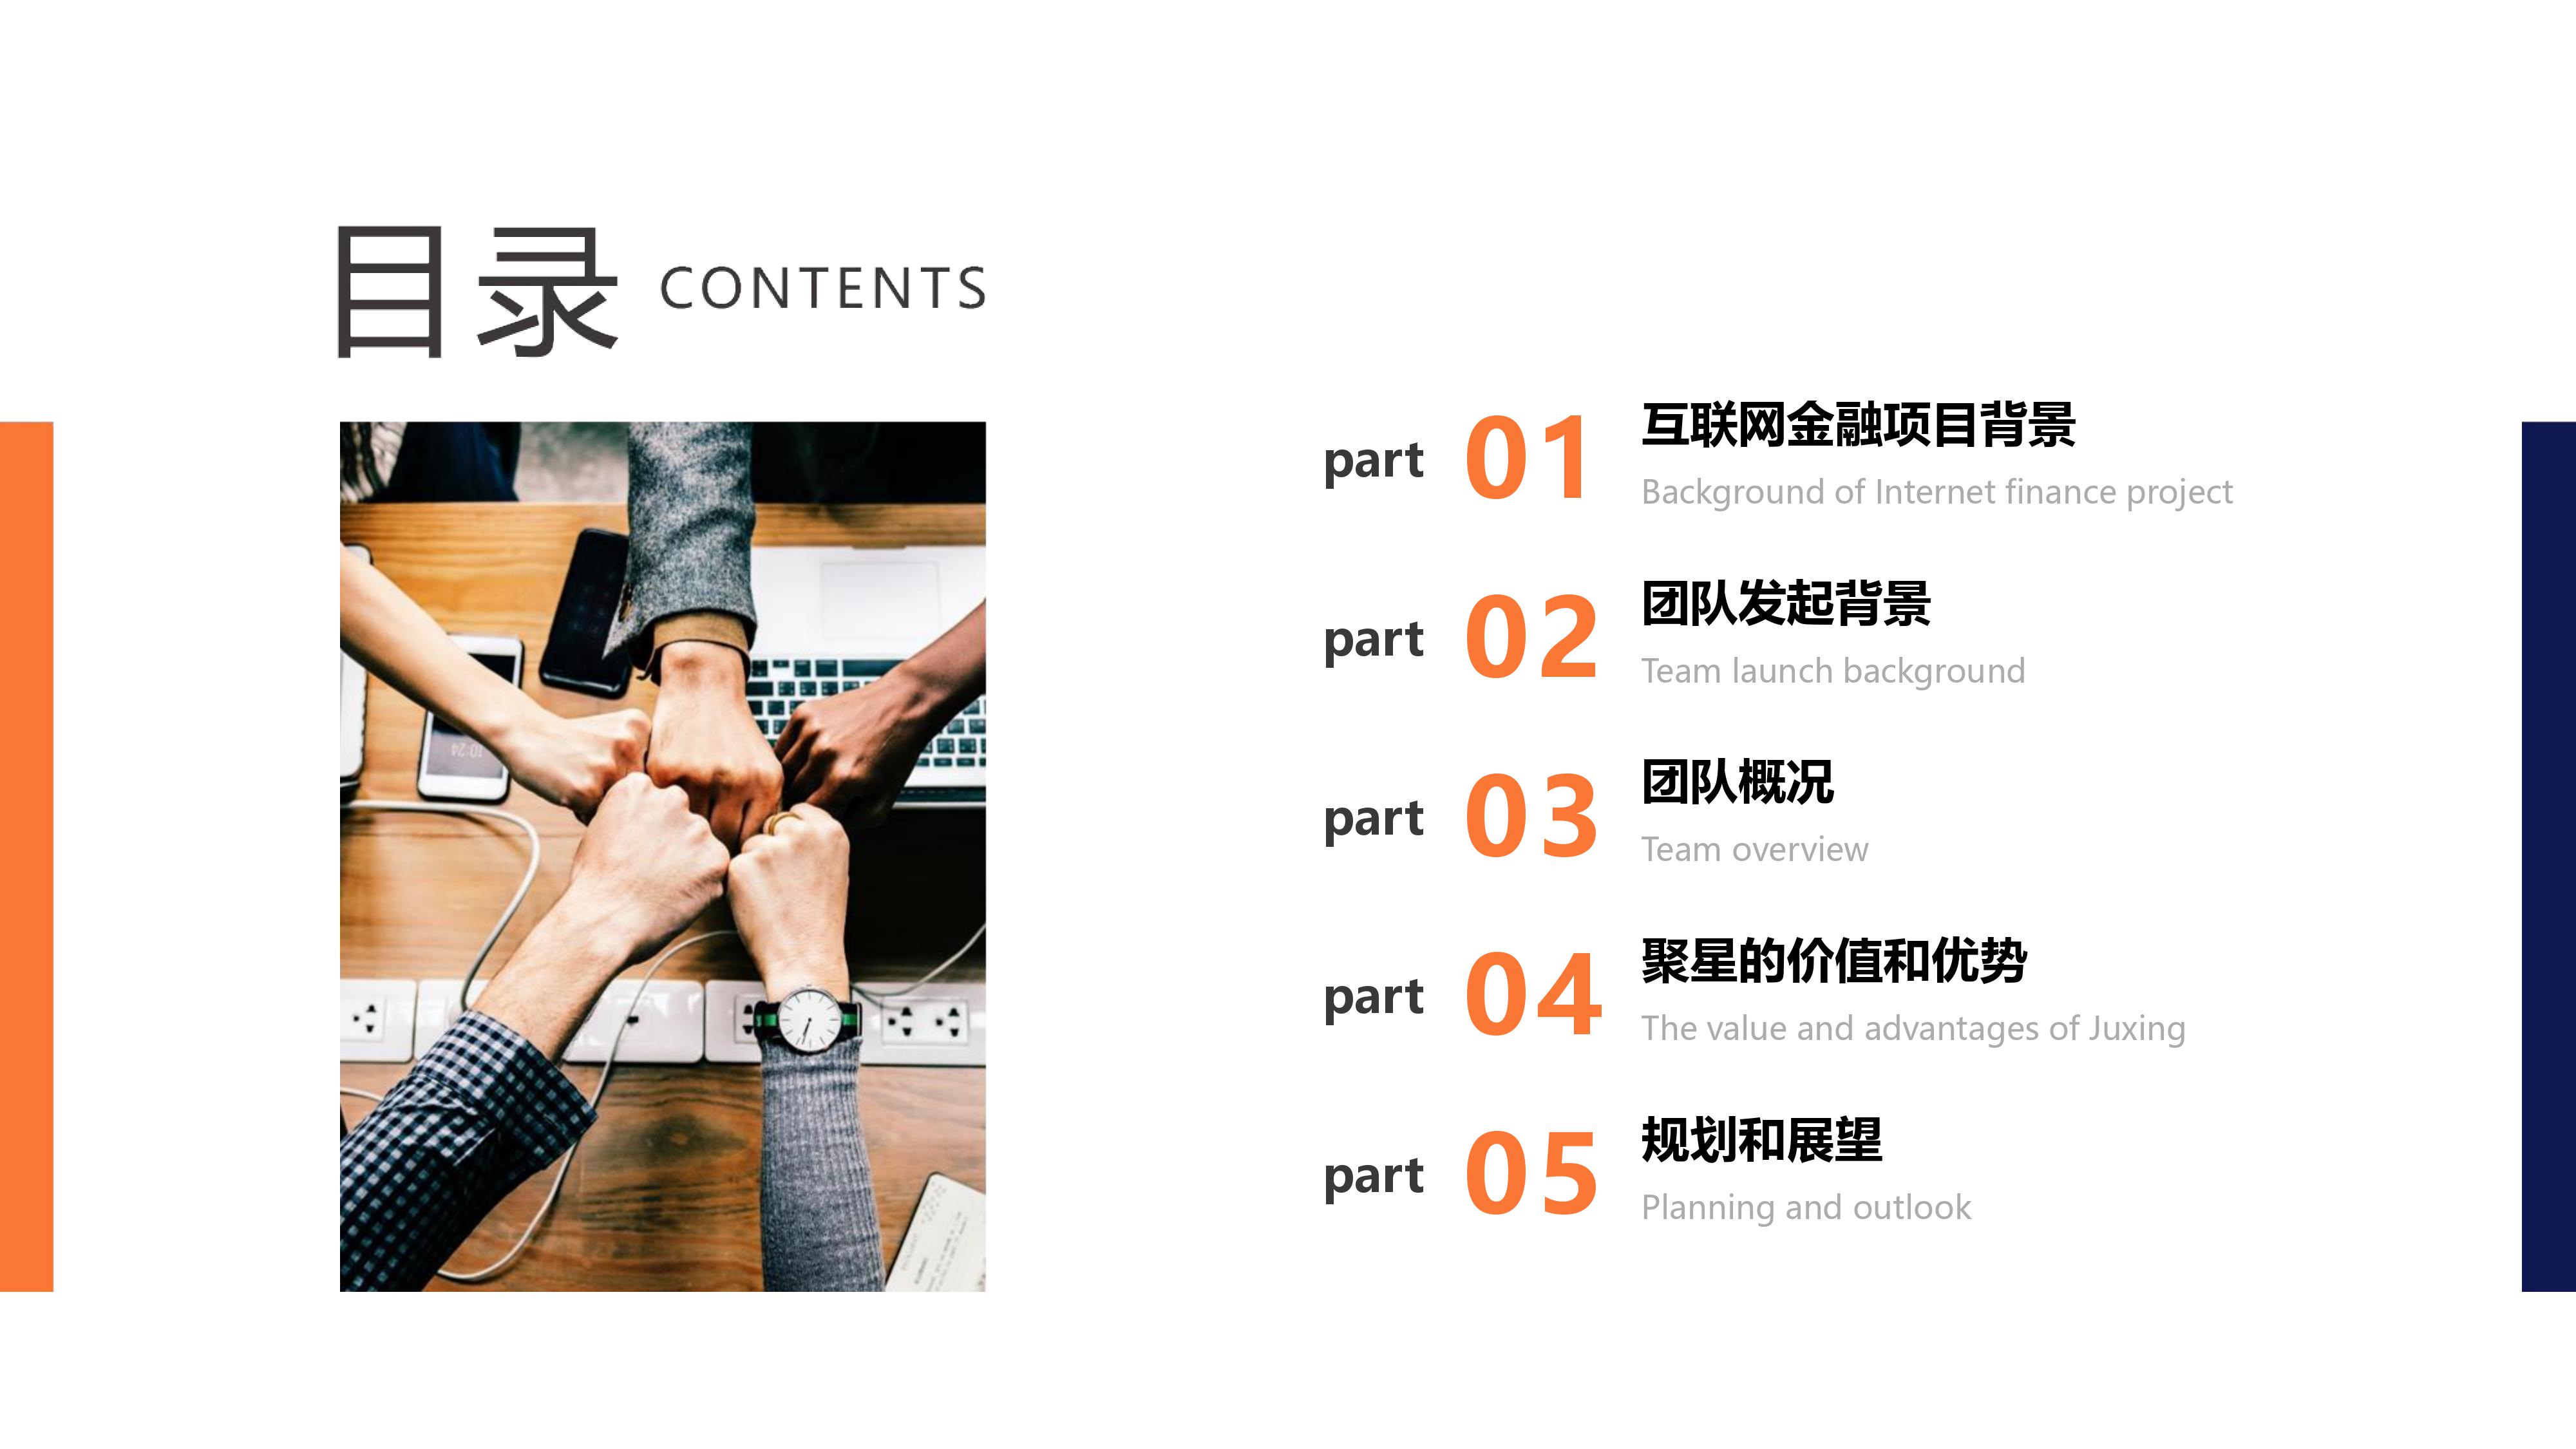 目录 CONTENTS
part 01 互联网金融项目背景
Background of Internet finance project
part 02 团队发起背景
Team launch background
part 03 团队概况
Team overview
part 04 聚星的价值和优势
The value and advantages of Juxing
part 05 规划和展望
Planning and outlook
10:24